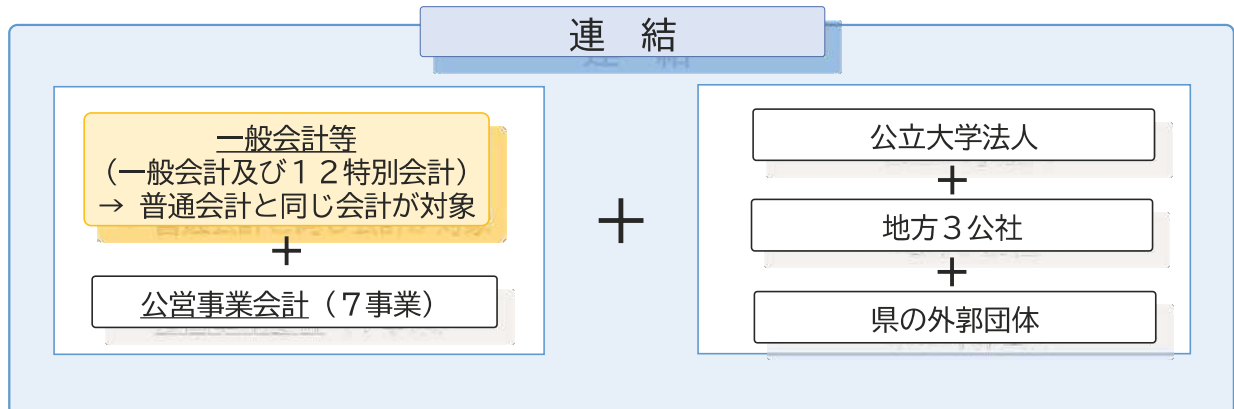 連　結
一般会計等
（一般会計及び１２特別会計）
→ 普通会計と同じ会計が対象
＋
公営事業会計（７事業）
＋
公立大学法人
＋
地方３公社
＋
県の外郭団体